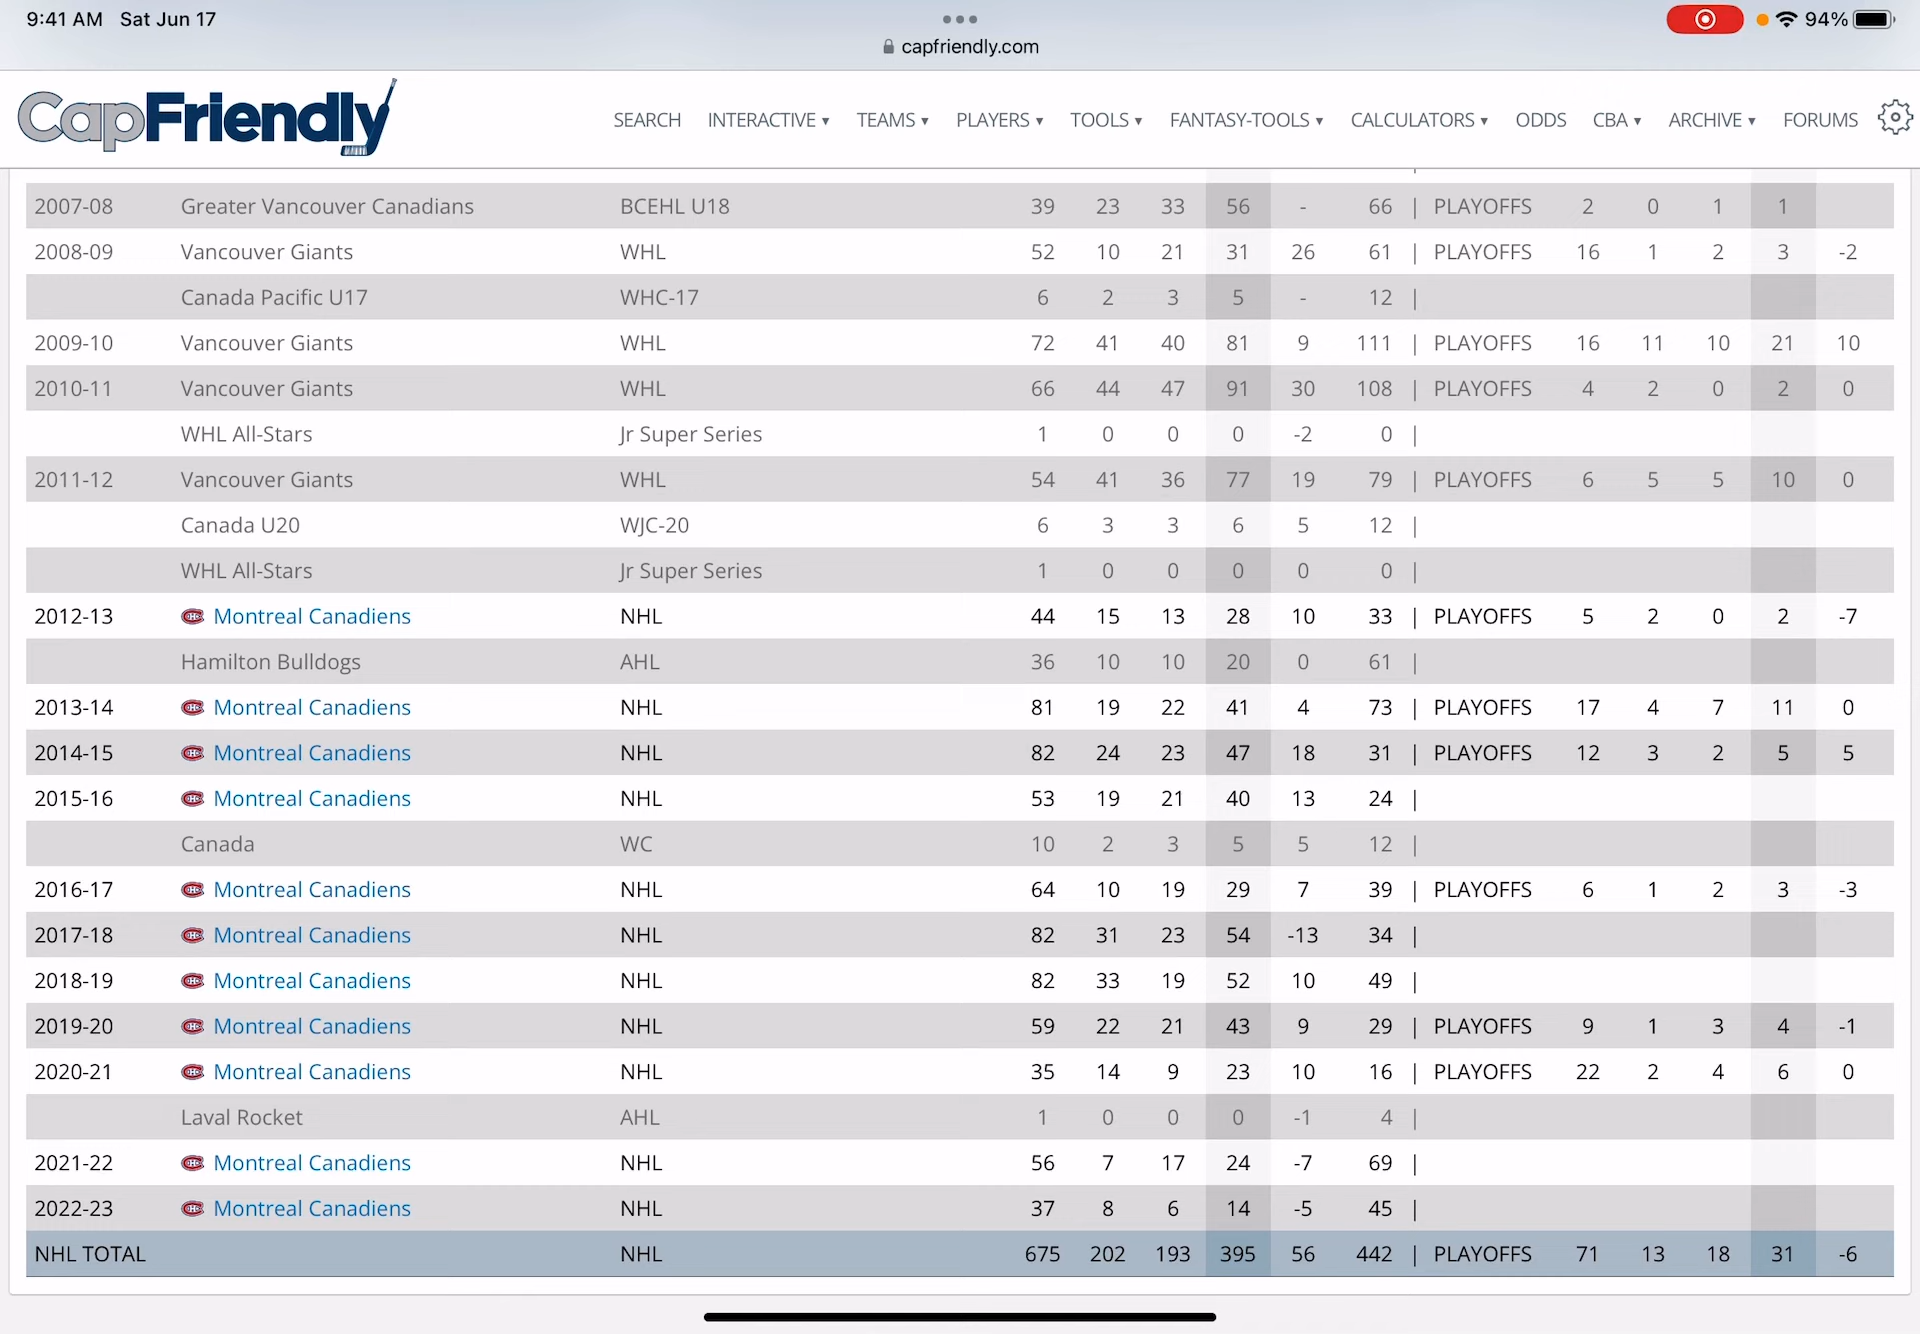 9:41 AM Sat Jun 17
94%
capfriendly.com
CapFriendly
SEARCH INTERACTIVE ▾ TEAMS ▾ PLAYERS ▾ TOOLS ▾ FANTASY-TOOLS ▾ CALCULATORS ▾ ODDS CBA ▾ ARCHIVE ▾ FORUMS
2007-08 Greater Vancouver Canadians BCEHL U18 39 23 33 56 - 66 | PLAYOFFS 2 0 1 1
2008-09 Vancouver Giants WHL 52 10 21 31 26 61 | PLAYOFFS 16 1 2 3 -2
Canada Pacific U17 WHC-17 6 2 3 5 - 12 |
2009-10 Vancouver Giants WHL 72 41 40 81 9 111 | PLAYOFFS 16 11 10 21 10
2010-11 Vancouver Giants WHL 66 44 47 91 30 108 | PLAYOFFS 4 2 0 2 0
WHL All-Stars Jr Super Series 1 0 0 0 -2 0 |
2011-12 Vancouver Giants WHL 54 41 36 77 19 79 | PLAYOFFS 6 5 5 10 0
Canada U20 WJC-20 6 3 3 6 5 12 |
WHL All-Stars Jr Super Series 1 0 0 0 0 0 |
2012-13 Montreal Canadiens NHL 44 15 13 28 10 33 | PLAYOFFS 5 2 0 2 -7
Hamilton Bulldogs AHL 36 10 10 20 0 61 |
2013-14 Montreal Canadiens NHL 81 19 22 41 4 73 | PLAYOFFS 17 4 7 11 0
2014-15 Montreal Canadiens NHL 82 24 23 47 18 31 | PLAYOFFS 12 3 2 5 5
2015-16 Montreal Canadiens NHL 53 19 21 40 13 24 |
Canada WC 10 2 3 5 5 12 |
2016-17 Montreal Canadiens NHL 64 10 19 29 7 39 | PLAYOFFS 6 1 2 3 -3
2017-18 Montreal Canadiens NHL 82 31 23 54 -13 34 |
2018-19 Montreal Canadiens NHL 82 33 19 52 10 49 |
2019-20 Montreal Canadiens NHL 59 22 21 43 9 29 | PLAYOFFS 9 1 3 4 -1
2020-21 Montreal Canadiens NHL 35 14 9 23 10 16 | PLAYOFFS 22 2 4 6 0
Laval Rocket AHL 1 0 0 0 -1 4 |
2021-22 Montreal Canadiens NHL 56 7 17 24 -7 69 |
2022-23 Montreal Canadiens NHL 37 8 6 14 -5 45 |
NHL TOTAL NHL 675 202 193 395 56 442 | PLAYOFFS 71 13 18 31 -6